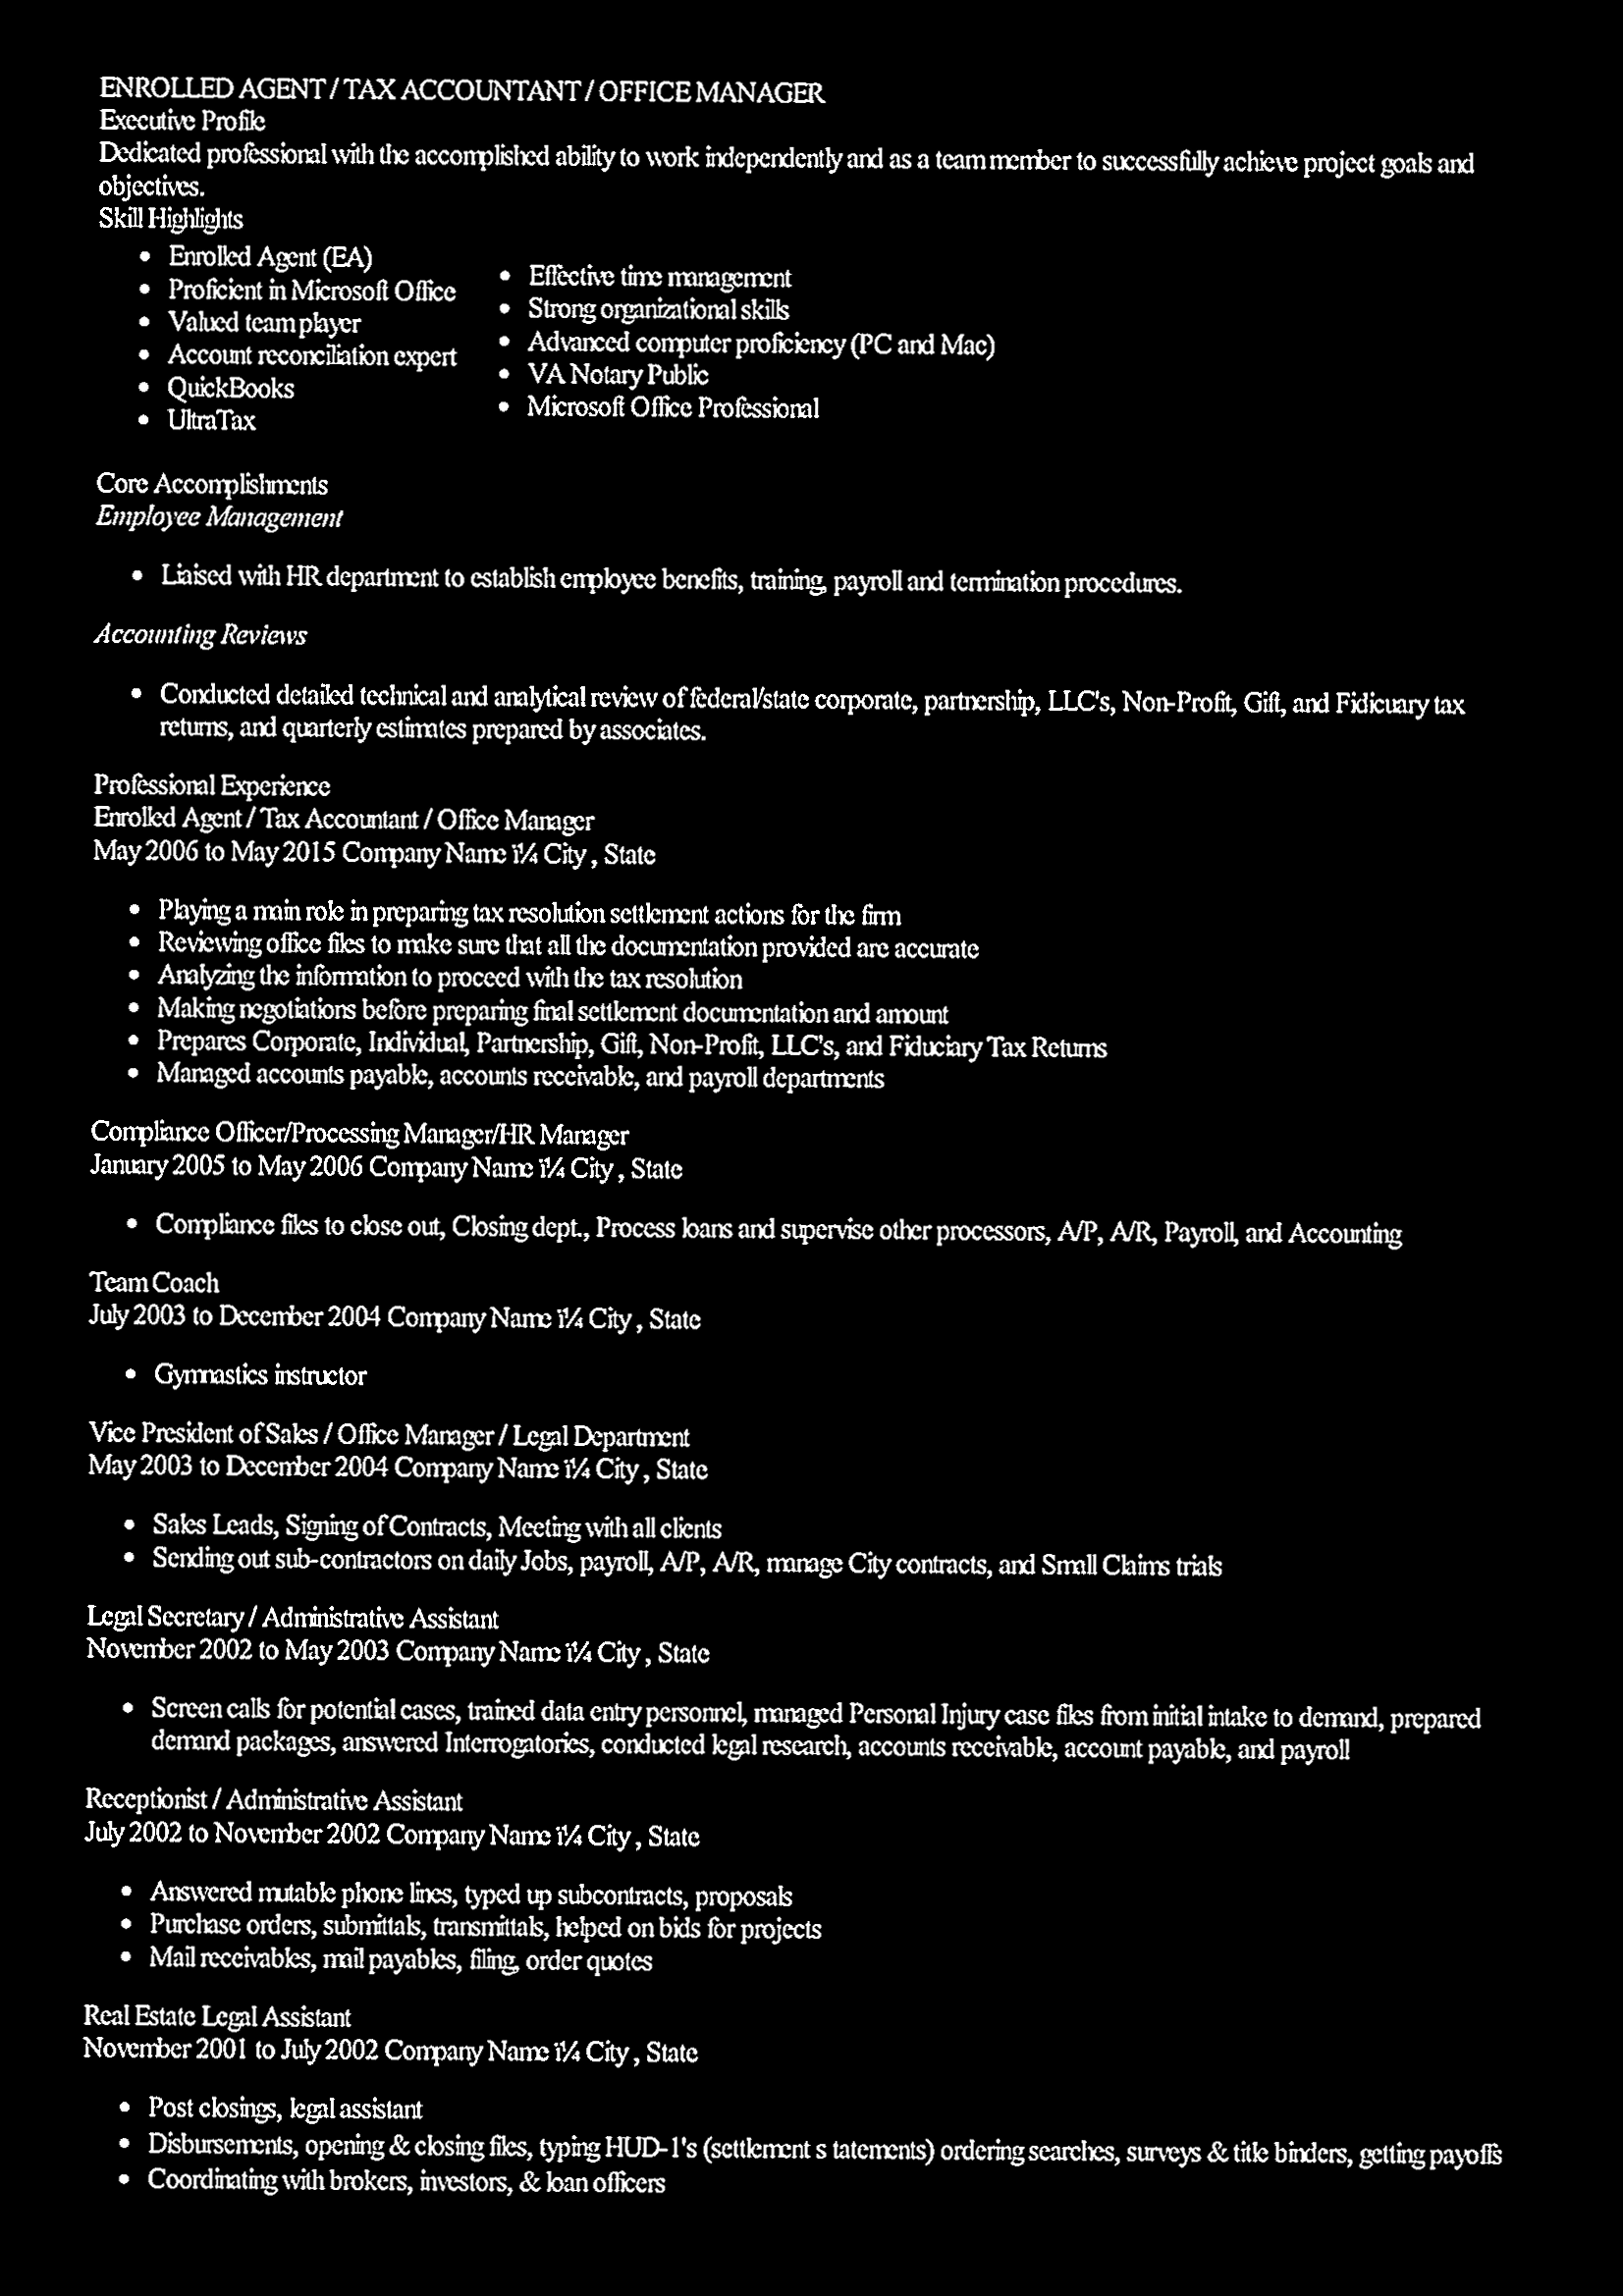 ENROLLED AGENT / TAX ACCOUNTANT / OFFICE MANAGER
Executive Profile
Dedicated professional with the accomplished ability to work independently and as a team member to successfully achieve project goals and
objectives.
Skill Highlights
• Enrolled Agent (EA)
• Proficient in Microsoft Office
• Valued team player
• Account reconciliation expert
• QuickBooks
• UltraTax
• Effective time management
• Strong organizational skills
• Advanced computer proficiency (PC and Mac)
• VA Notary Public
• Microsoft Office Professional
Core Accomplishments
Employee Management
• Liaised with HR department to establish employee benefits, training, payroll and termination procedures.
Accounting Reviews
• Conducted detailed technical and analytical review of federal/state corporate, partnership, LLC's, Non-Profit, Gift, and Fidicuary tax
returns, and quarterly estimates prepared by associates.
Professional Experience
Enrolled Agent / Tax Accountant / Office Manager
May 2006 to May 2015 Company Name ï¼ City , State
• Playing a main role in preparing tax resolution settlement actions for the firm
• Reviewing office files to make sure that all the documentation provided are accurate
• Analyzing the information to proceed with the tax resolution
• Making negotiations before preparing final settlement documentation and amount
• Prepares Corporate, Individual, Partnership, Gift, Non-Profit, LLC's, and Fiduciary Tax Returns
• Managed accounts payable, accounts receivable, and payroll departments
Compliance Officer/Processing Manager/HR Manager
January 2005 to May 2006 Company Name ï¼ City , State
• Compliance files to close out, Closing dept., Process loans and supervise other processors, A/P, A/R, Payroll, and Accounting
Team Coach
July 2003 to December 2004 Company Name ï¼ City , State
• Gymnastics instructor
Vice President of Sales / Office Manager / Legal Department
May 2003 to December 2004 Company Name ï¼ City , State
• Sales Leads, Signing of Contracts, Meeting with all clients
• Sending out sub-contractors on daily Jobs, payroll, A/P, A/R, manage City contracts, and Small Claims trials
Legal Secretary / Administrative Assistant
November 2002 to May 2003 Company Name ï¼ City , State
• Screen calls for potential cases, trained data entry personnel, managed Personal Injury case files from initial intake to demand, prepared
demand packages, answered Interrogatories, conducted legal research, accounts receivable, account payable, and payroll
Receptionist / Administrative Assistant
July 2002 to November 2002 Company Name ï¼ City , State
• Answered mutable phone lines, typed up subcontracts, proposals
• Purchase orders, submittals, transmittals, helped on bids for projects
• Mail receivables, mail payables, filing, order quotes
Real Estate Legal Assistant
November 2001 to July 2002 Company Name ï¼ City , State
• Post closings, legal assistant
• Disbursements, opening & closing files, typing HUD-1's (settlement s tatements) ordering searches, surveys & title binders, getting payoffs
• Coordinating with brokers, investors, & loan officers